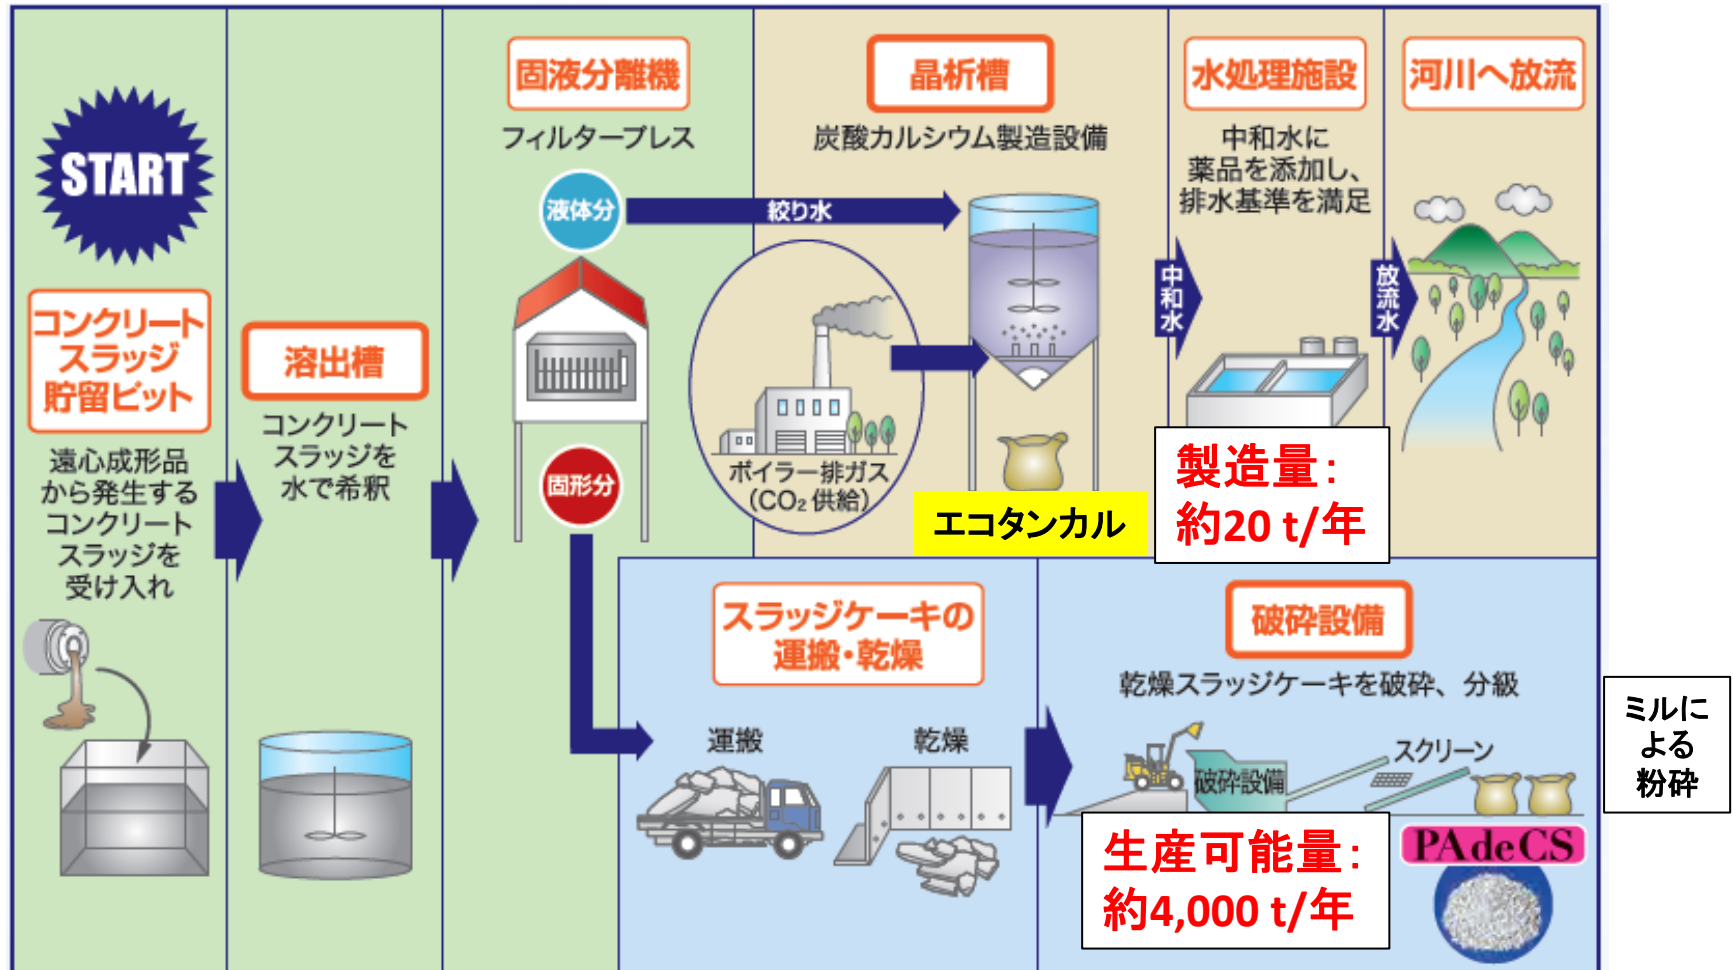 START
コンクリート
スラッジ
貯留ピット
遠心成形品
から発生する
コンクリート
スラッジを
受け入れ
溶出槽
コンクリート
スラッジを
水で希釈
固液分離機
フィルタープレス
液体分
固形分
絞り水
晶析槽
炭酸カルシウム製造設備
ボイラー排ガス
(CO₂ 供給)
エコタンカル
中和水
水処理施設
中和水に
薬品を添加し、
排水基準を満足
製造量：
約20 t/年
放流水
河川へ放流
スラッジケーキの
運搬・乾燥
運搬
乾燥
破砕設備
乾燥スラッジケーキを破砕、分級
破砕設備
スクリーン
生産可能量：
約4,000 t/年
PAdeCS
ミルに
よる
粉砕